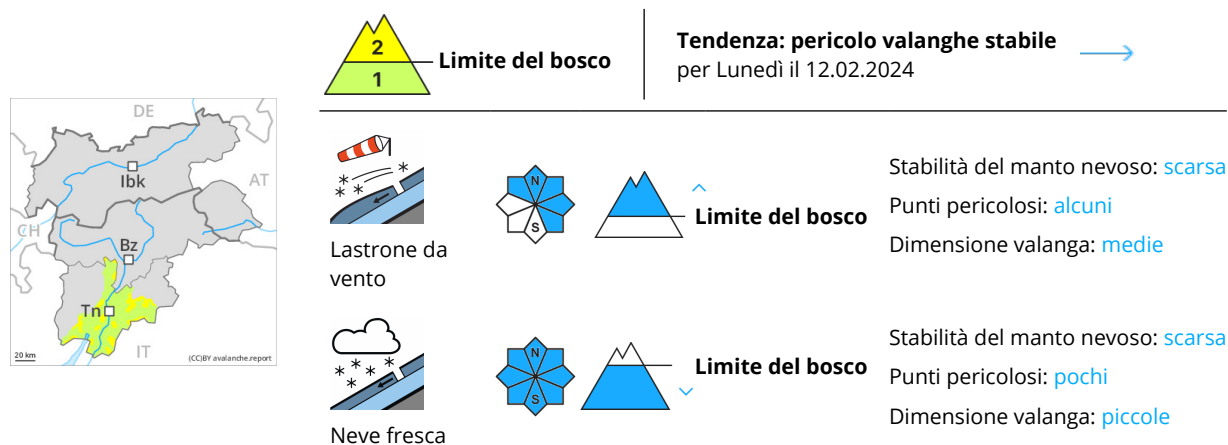 2
1
Limite del bosco
Tendenza: pericolo valanghe stabile
per Lunedì il 12.02.2024
DE
Ibk
AT
CH
Bz
Tn
IT
20 km
(CC)BY avalanche.report
Lastrone da
vento
N
S
Limite del bosco
Stabilità del manto nevoso: scarsa
Punti pericolosi: alcuni
Dimensione valanga: medie
Neve fresca
N
S
Limite del bosco
Stabilità del manto nevoso: scarsa
Punti pericolosi: pochi
Dimensione valanga: piccole